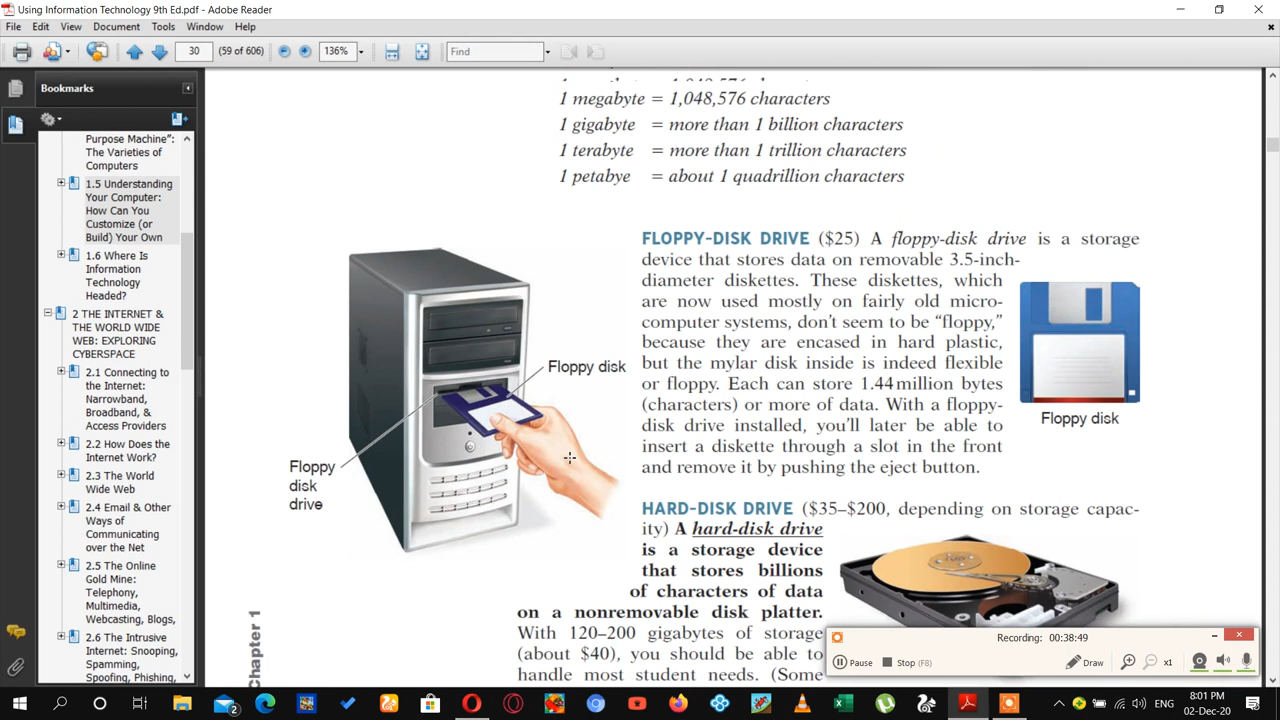 Using Information Technology 9th Ed.pdf - Adobe Reader
File Edit View Document Tools Window Help
30 (59 of 606) 136% Find
Bookmarks
Purpose Machine":
The Varieties of
Computers
1.5 Understanding
Your Computer:
How Can You
Customize (or
Build) Your Own
1.6 Where Is
Information
Technology
Headed?
2 THE INTERNET &
THE WORLD WIDE
WEB: EXPLORING
CYBERSPACE
2.1 Connecting to
the Internet:
Narrowband,
Broadband, &
Access Providers
2.2 How Does the
Internet Work?
2.3 The World
Wide Web
2.4 Email & Other
Ways of
Communicating
over the Net
2.5 The Online
Gold Mine:
Telephony,
Multimedia,
Webcasting, Blogs,
2.6 The Intrusive
Internet: Snooping,
Spamming,
Spoofing, Phishing,
1 megabyte = 1,048,576 characters
1 gigabyte = more than 1 billion characters
1 terabyte = more than 1 trillion characters
1 petabye = about 1 quadrillion characters
Floppy disk
Floppy
disk
drive
FLOPPY-DISK DRIVE ($25) A floppy-disk drive is a storage
device that stores data on removable 3.5-inch-
diameter diskettes. These diskettes, which
are now used mostly on fairly old micro-
computer systems, don't seem to be "floppy,"
because they are encased in hard plastic,
but the mylar disk inside is indeed flexible
or floppy. Each can store 1.44 million bytes
(characters) or more of data. With a floppy-
disk drive installed, you'll later be able to
insert a diskette through a slot in the front
and remove it by pushing the eject button.
Floppy disk
HARD-DISK DRIVE ($35–$200, depending on storage capac-
ity) A hard-disk drive
is a storage device
that stores billions
of characters of data
on a nonremovable disk platter.
With 120–200 gigabytes of storage
(about $40), you should be able to
handle most student needs. (Some
Chapter 1
Recording: 00:38:49
Pause Stop (F8) Draw x1
2
8:01 PM
02-Dec-20